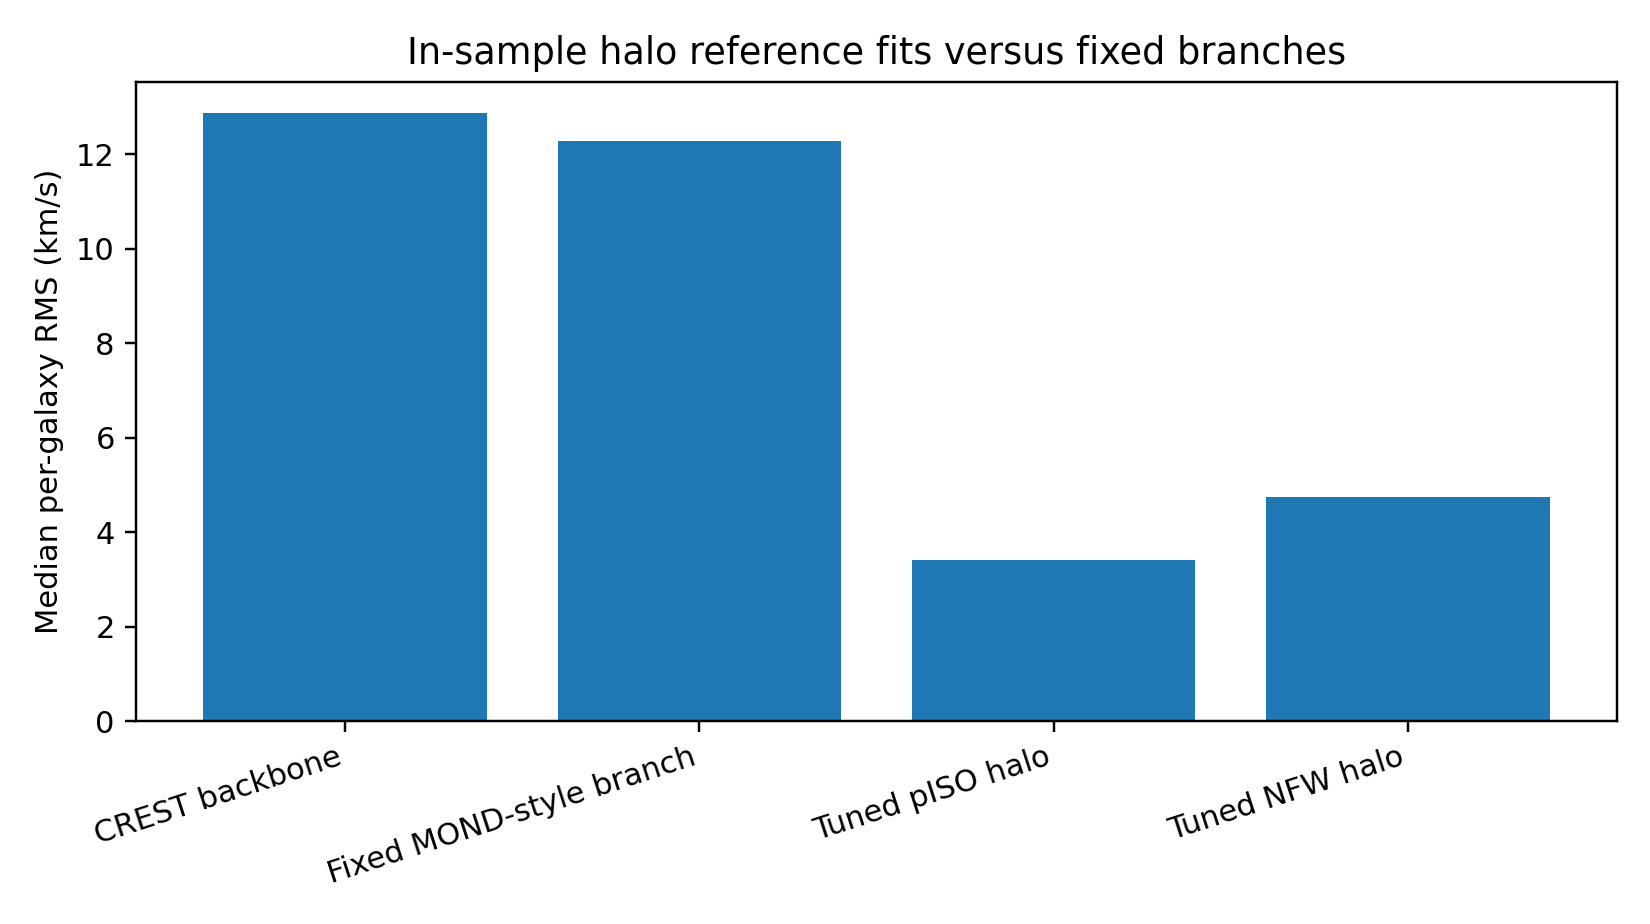 In-sample halo reference fits versus fixed branches
Median per-galaxy RMS (km/s)
12
10
8
6
4
2
0
CREST backbone
Fixed MOND-style branch
Tuned pISO halo
Tuned NFW halo